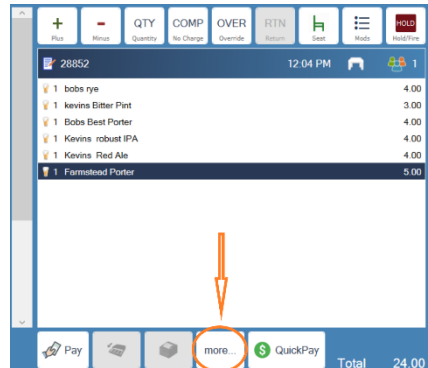 + - QTY COMP OVER RTN HOLD
Plus Minus Quantity No Charge Override Return Seat Mods Hold/Fire
28852 12:04 PM 1
1 bobs rye 4.00
1 kevins Bitter Pint 3.00
1 Bobs Best Porter 4.00
1 Kevins robust IPA 4.00
1 Kevins Red Ale 4.00
1 Farmstead Porter 5.00
Pay more... $ QuickPay
Total 24.00